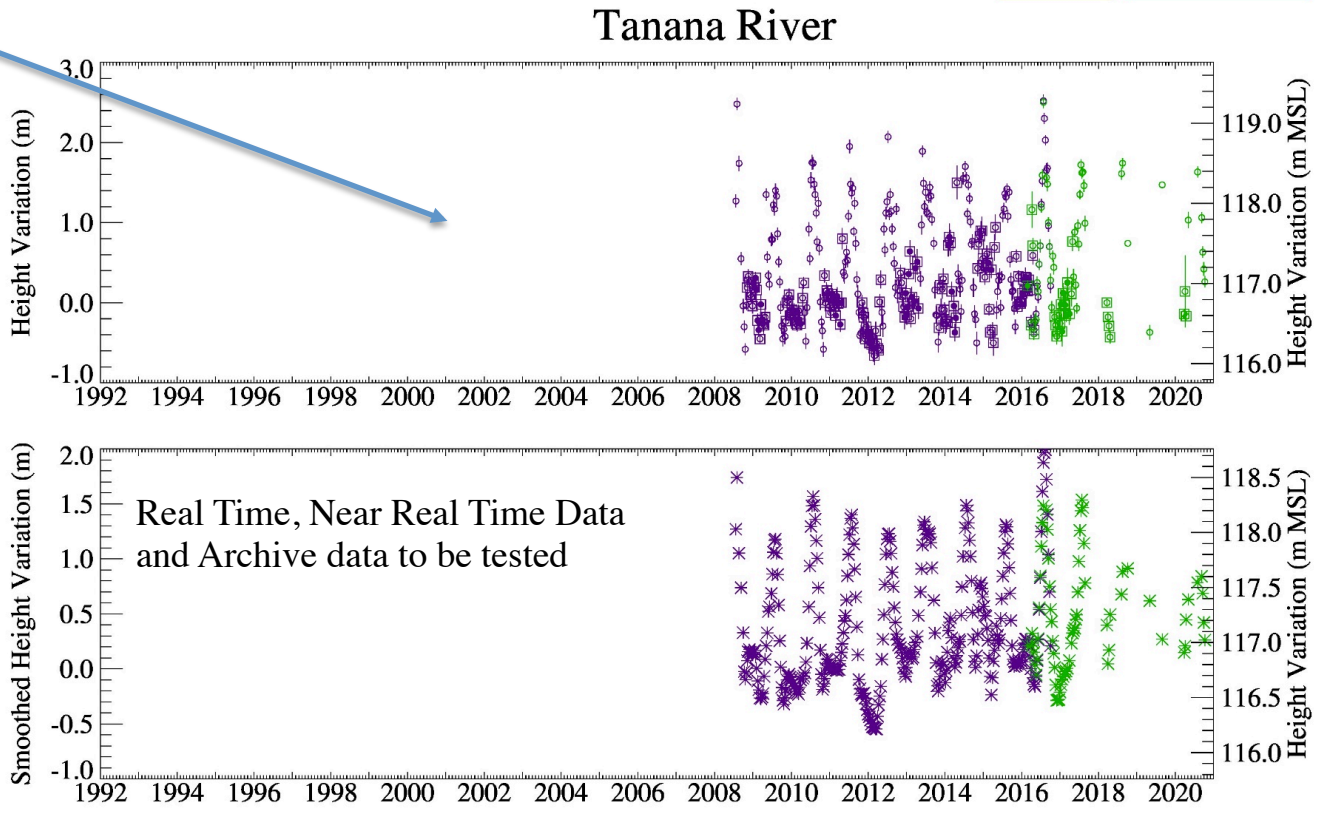 Tanana River
Height Variation (m)
3.0
2.0
1.0
0.0
-1.0
119.0
118.0
117.0
116.0
Height Variation (m MSL)
1992 1994 1996 1998 2000 2002 2004 2006 2008 2010 2012 2014 2016 2018 2020
Smoothed Height Variation (m)
2.0
1.5
1.0
0.5
0.0
-0.5
-1.0
Real Time, Near Real Time Data
and Archive data to be tested
118.5
118.0
117.5
117.0
116.5
116.0
Height Variation (m MSL)
1992 1994 1996 1998 2000 2002 2004 2006 2008 2010 2012 2014 2016 2018 2020